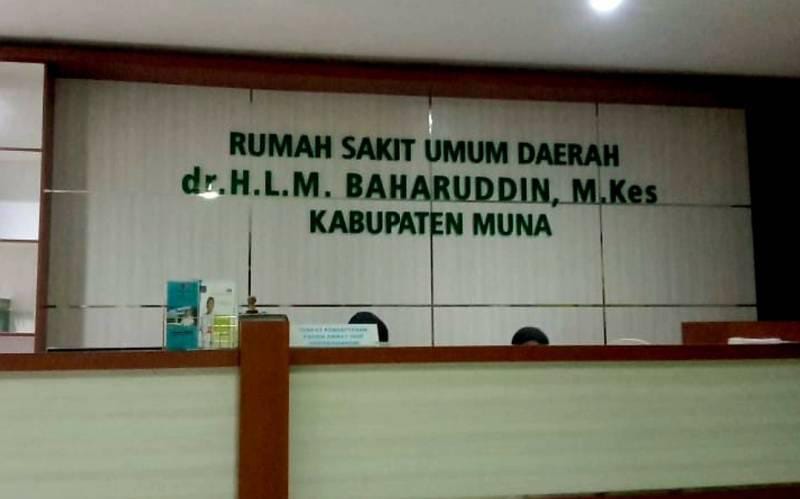 RUMAH SAKIT UMUM DAERAH
dr.H.L.M. BAHARUDDIN, M.Kes
KABUPATEN MUNA